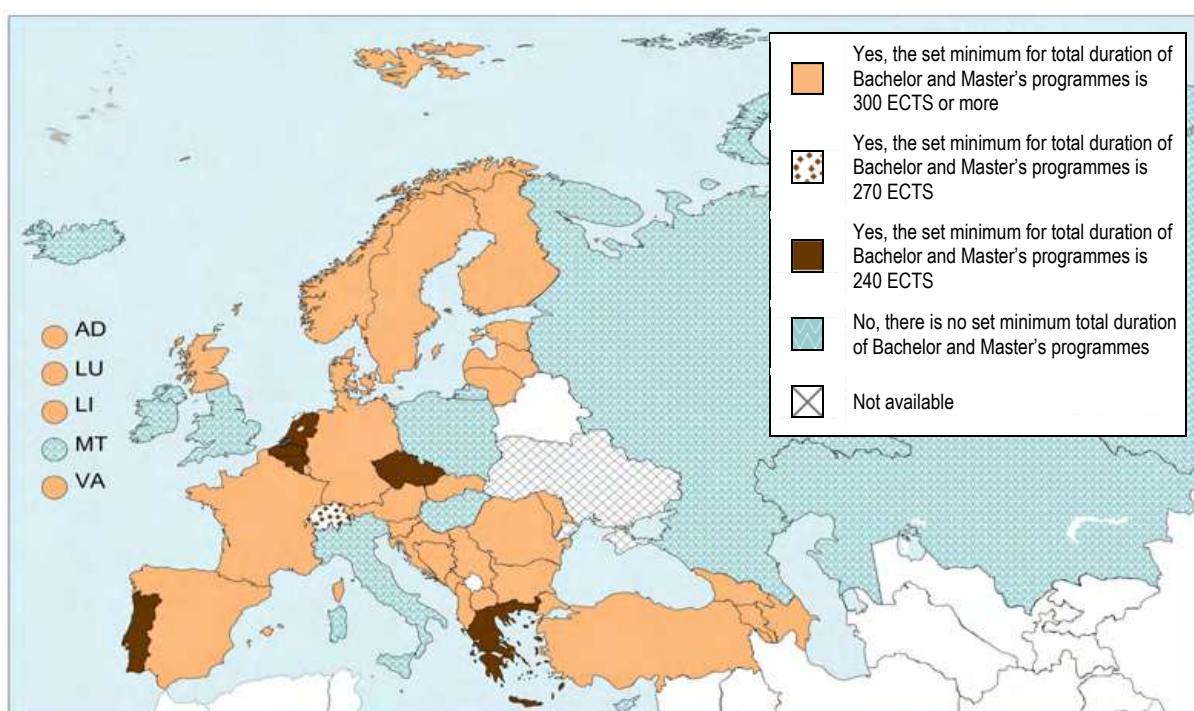 Yes, the set minimum for total duration of
Bachelor and Master's programmes is
300 ECTS or more
Yes, the set minimum for total duration of
Bachelor and Master's programmes is
270 ECTS
Yes, the set minimum for total duration of
Bachelor and Master's programmes is
240 ECTS
No, there is no set minimum total duration
of Bachelor and Master's programmes
Not available
AD
LU
LI
MT
VA